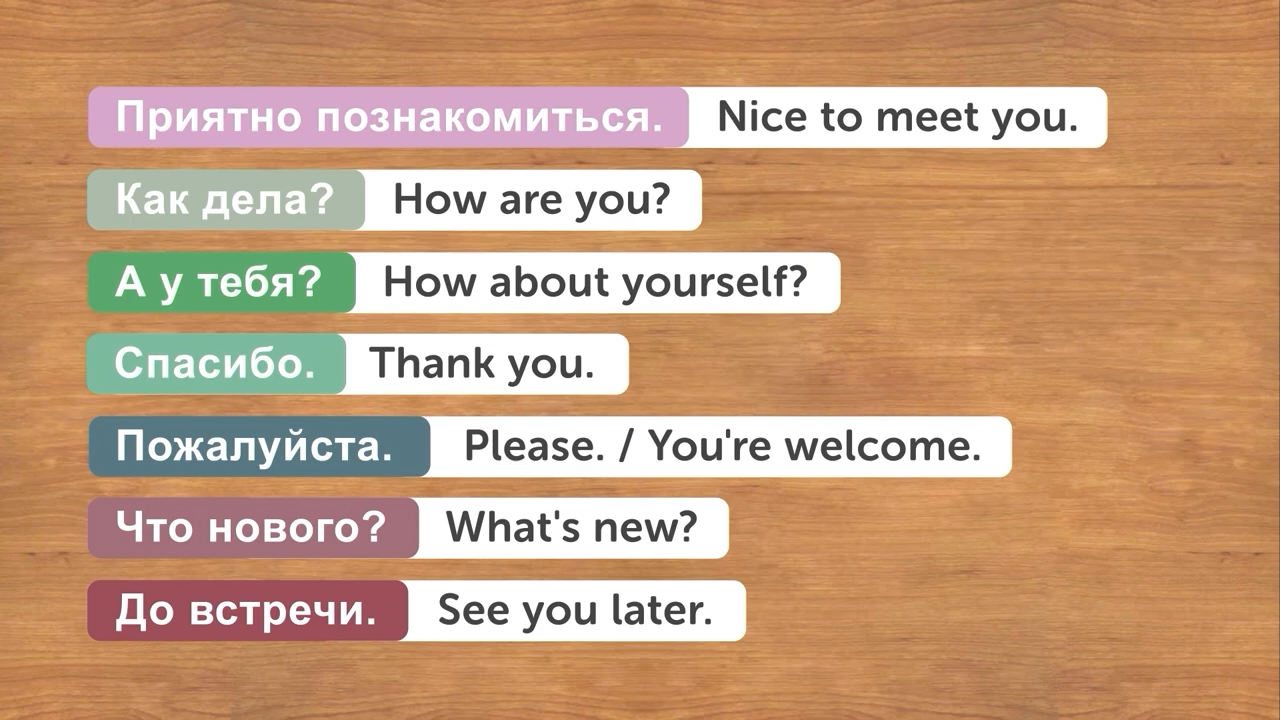 Приятно познакомиться. Nice to meet you.
Как дела? How are you?
А у тебя? How about yourself?
Спасибо. Thank you.
Пожалуйста. Please. / You're welcome.
Что нового? What's new?
До встречи. See you later.